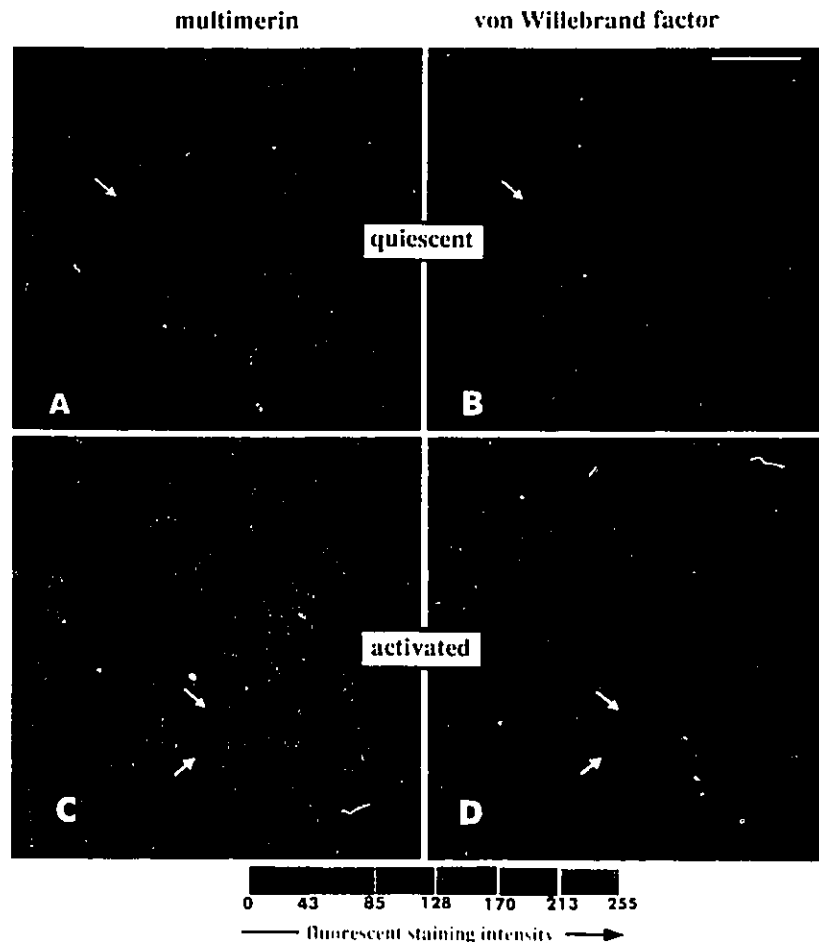 multimerin von Willebrand factor
quiescent
A B
activated
C D
0 43 85 128 170 213 255
fluorescent staining intensity